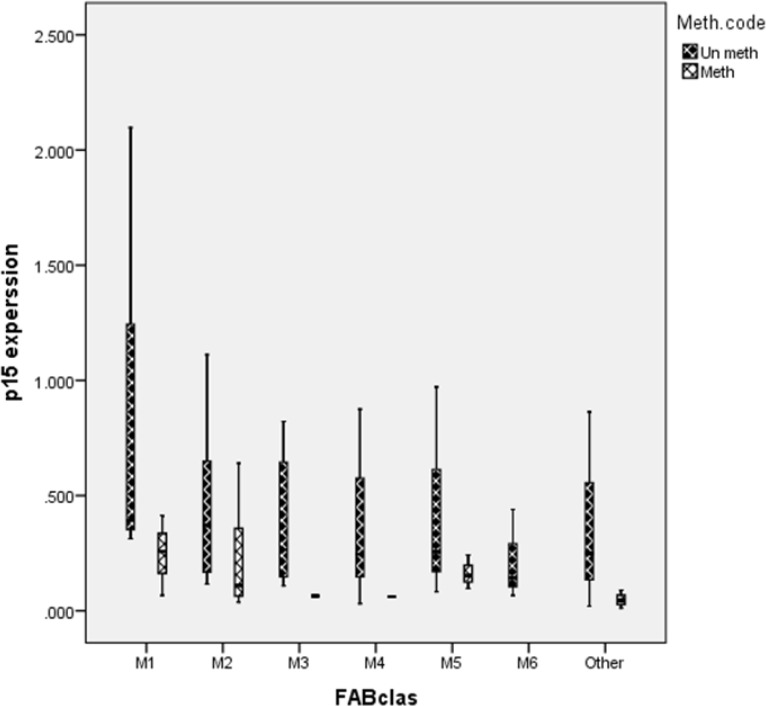 Meth.code
Un meth
Meth
2.500
2.000
1.500
1.000
.500
.000
p15 experssion
M1 M2 M3 M4 M5 M6 Other
FABclas